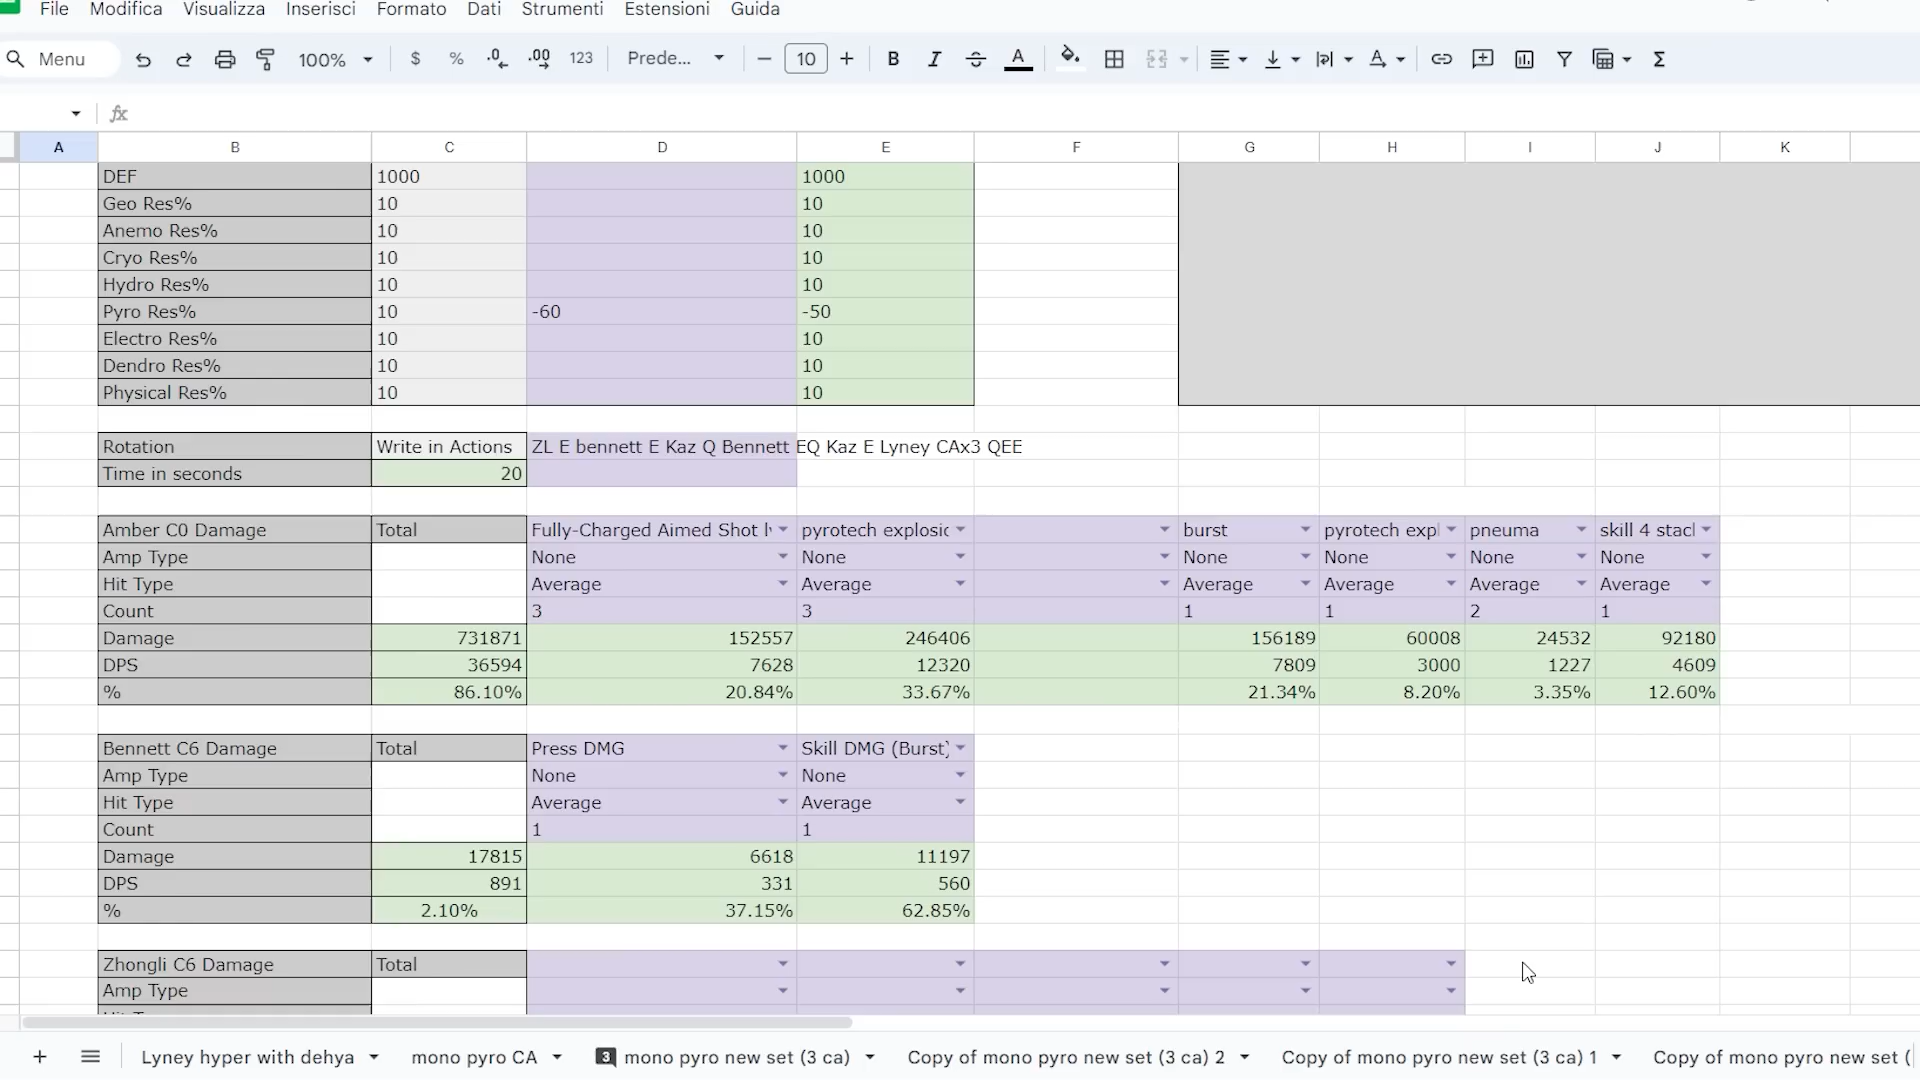 File Modifica Visualizza Inserisci Formato Dati Strumenti Estensioni Guida
Menu 100% $ % .0 .00 123 Prede... 10 B I A Σ
fx
A B C D E F G H I J K
DEF 1000 1000
Geo Res% 10 10
Anemo Res% 10 10
Cryo Res% 10 10
Hydro Res% 10 10
Pyro Res% 10 -60 -50
Electro Res% 10 10
Dendro Res% 10 10
Physical Res% 10 10
Rotation Write in Actions ZL E bennett E Kaz Q Bennett EQ Kaz E Lyney CAx3 QEE
Time in seconds 20
Amber C0 Damage Total Fully-Charged Aimed Shot pyrotech burst pyrotech pneuma skill 4
Amp Type None None None None None None
Hit Type Average Average Average Average Average Average
Count 3 3 1 1 2 1
Damage 731871 152557 246406 156189 60008 24532 92180
DPS 36594 7628 12320 7809 3000 1227 4609
% 86.10% 20.84% 33.67% 21.34% 8.20% 3.35% 12.60%
Bennett C6 Damage Total Press DMG Skill DMG (Burst)
Amp Type None None
Hit Type Average Average
Count 1 1
Damage 17815 6618 11197
DPS 891 331 560
% 2.10% 37.15% 62.85%
Zhongli C6 Damage Total
Amp Type
+ Lyney hyper with dehya mono pyro CA 3 mono pyro new set (3 ca) Copy of mono pyro new set (3 ca) 2 Copy of mono pyro new set (3 ca) 1 Copy of mono pyro new set (